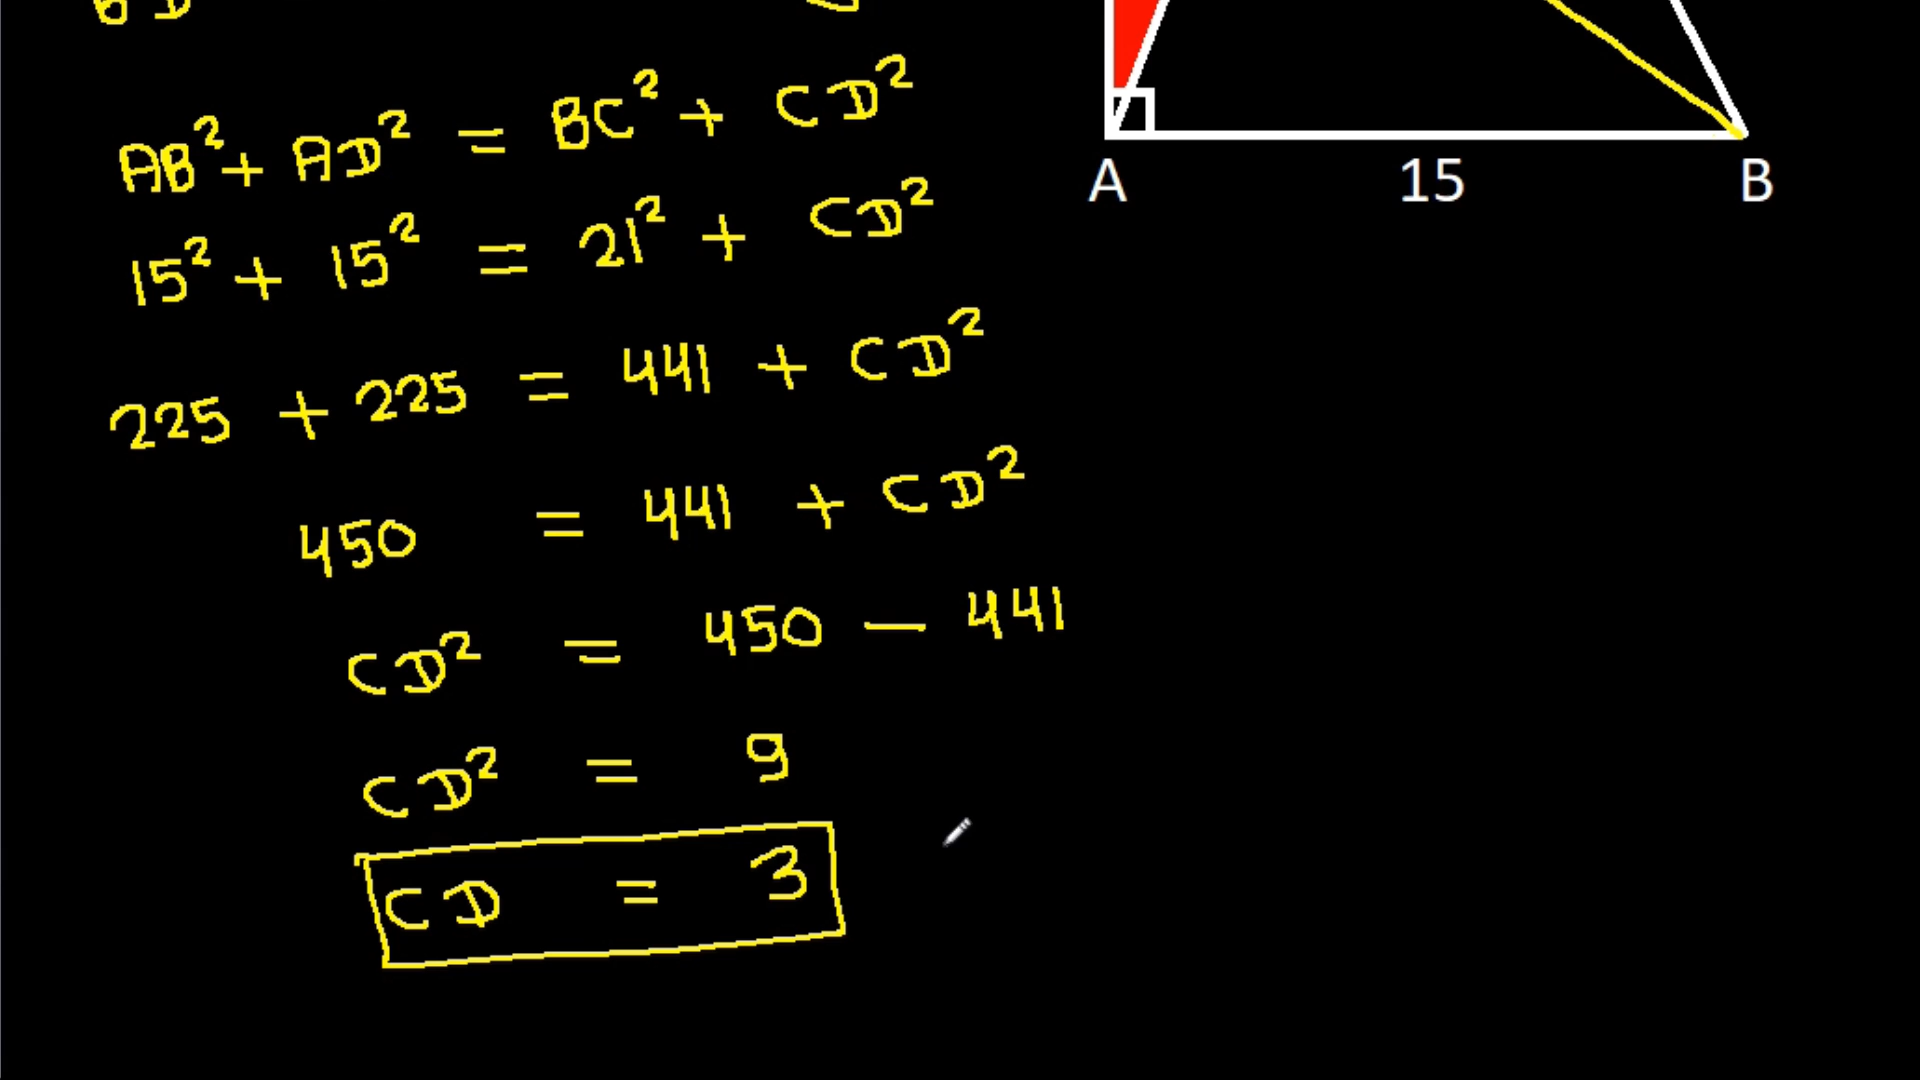 AB² + AD² = BC² + CD²
15² + 15² = 21² + CD²
225 + 225 = 441 + CD²
450 = 441 + CD²
CD² = 450 – 441
CD² = 9
CD = 3
A 15 B